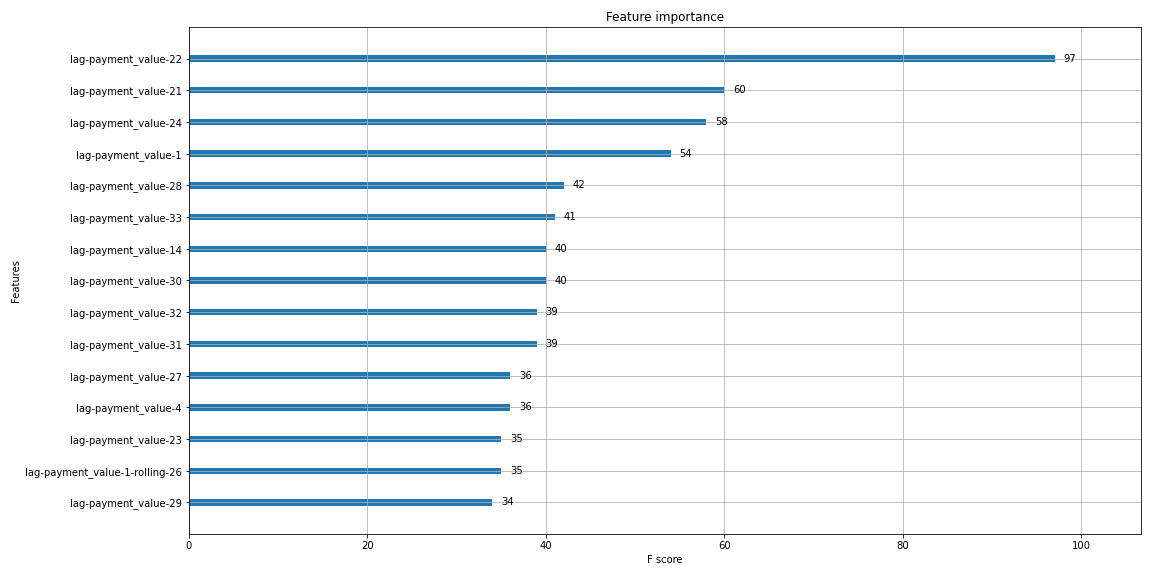 Feature importance
lag-payment_value-22 97
lag-payment_value-21 60
lag-payment_value-24 58
lag-payment_value-1 54
lag-payment_value-28 42
lag-payment_value-33 41
lag-payment_value-14 40
lag-payment_value-30 40
lag-payment_value-32 39
lag-payment_value-31 39
lag-payment_value-27 36
lag-payment_value-4 36
lag-payment_value-23 35
lag-payment_value-1-rolling-26 35
lag-payment_value-29 34
Features
0 20 40 60 80 100
F score